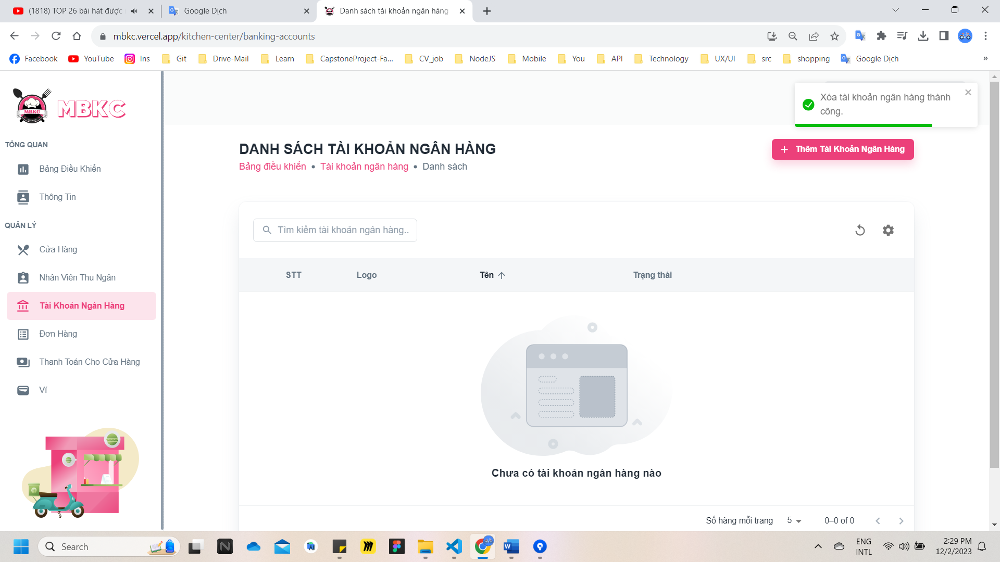 (1818) TOP 26 bài hát được
Google Dịch
Danh sách tài khoản ngân hàng
mbkc.vercel.app/kitchen-center/banking-accounts
Facebook
YouTube
Ins
Git
Drive-Mail
Learn
CapstoneProject-Fa...
CV_job
NodeJS
Mobile
You
API
Technology
UX/UI
src
shopping
Google Dịch
»
MBKC
MBKC
Xóa tài khoản ngân hàng thành
công.
TỔNG QUAN
Bảng Điều Khiển
Thông Tin
QUẢN LÝ
Cửa Hàng
Nhân Viên Thu Ngân
Tài Khoản Ngân Hàng
Đơn Hàng
Thanh Toán Cho Cửa Hàng
Ví
DANH SÁCH TÀI KHOẢN NGÂN HÀNG
Bảng điều khiển • Tài khoản ngân hàng • Danh sách
Thêm Tài Khoản Ngân Hàng
Tìm kiếm tài khoản ngân hàng..
STT
Logo
Tên
Trạng thái
Chưa có tài khoản ngân hàng nào
Số hàng mỗi trang
5
0–0 of 0
Search
ENG
INTL
2:29 PM
12/2/2023